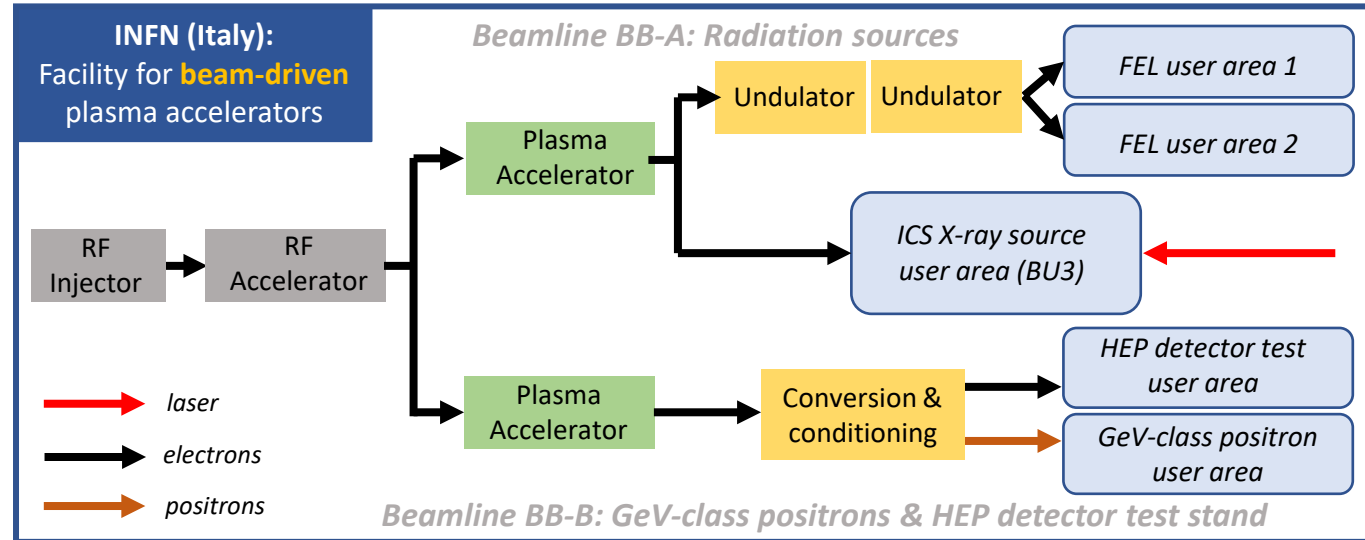 INFN (Italy):
Facility for beam-driven
plasma accelerators
Beamline BB-A: Radiation sources
Undulator
Undulator
FEL user area 1
FEL user area 2
Plasma
Accelerator
RF
Injector
RF
Accelerator
ICS X-ray source
user area (BU3)
Plasma
Accelerator
Conversion &
conditioning
HEP detector test
user area
GeV-class positron
user area
laser
electrons
positrons
Beamline BB-B: GeV-class positrons & HEP detector test stand